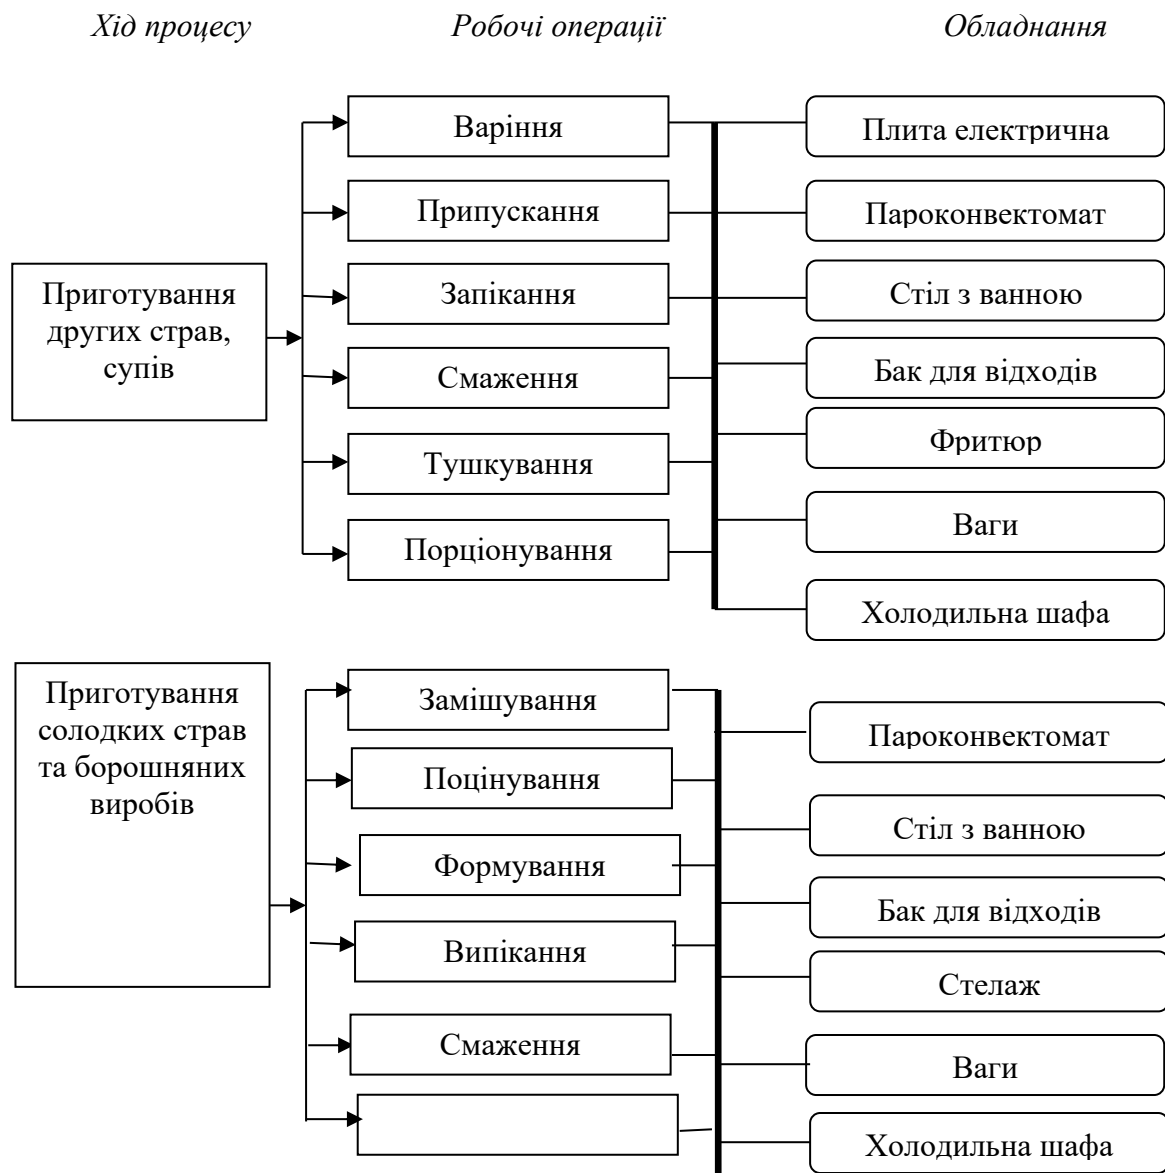 Хід процесу
Робочі операції
Обладнання
Приготування
других страв,
супів
Варіння
Припускання
Запікання
Смаження
Тушкування
Порціонування
Плита електрична
Пароконвектомат
Стіл з ванною
Бак для відходів
Фритюр
Ваги
Холодильна шафа
Приготування
солодких страв
та борошняних
виробів
Замішування
Поцінування
Формування
Випікання
Смаження
Пароконвектомат
Стіл з ванною
Бак для відходів
Стелаж
Ваги
Холодильна шафа